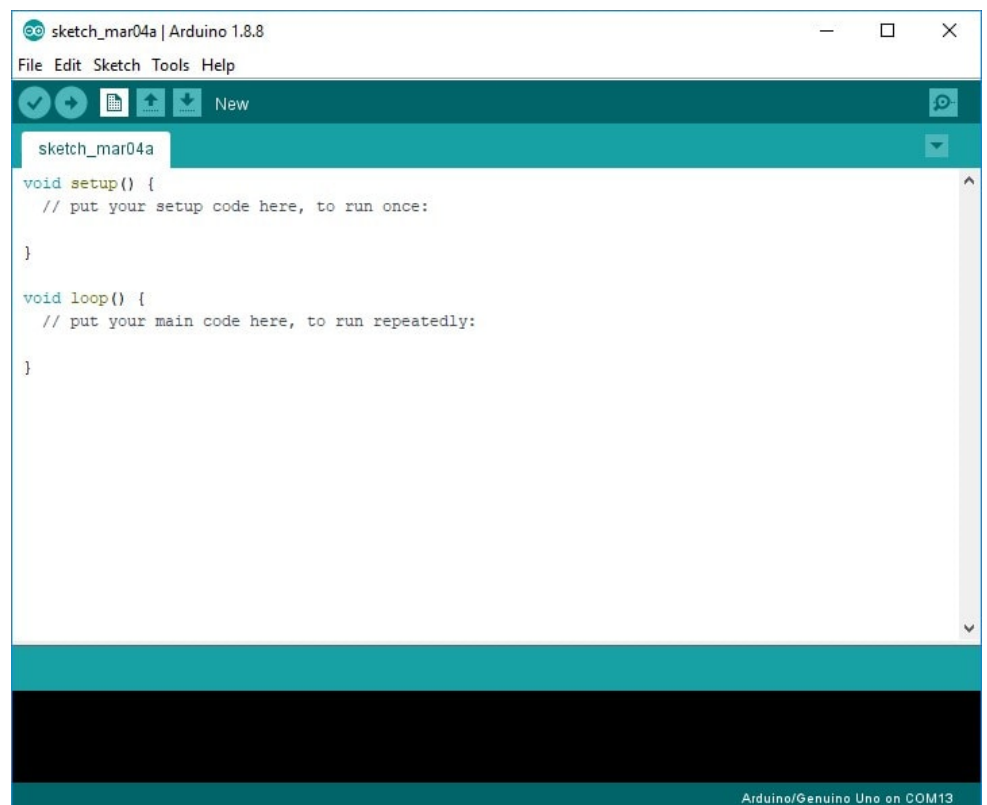 sketch_mar04a | Arduino 1.8.8
File Edit Sketch Tools Help
New
sketch_mar04a
void setup() {
  // put your setup code here, to run once:
}
void loop() {
  // put your main code here, to run repeatedly:
}
Arduino/Genuino Uno on COM13